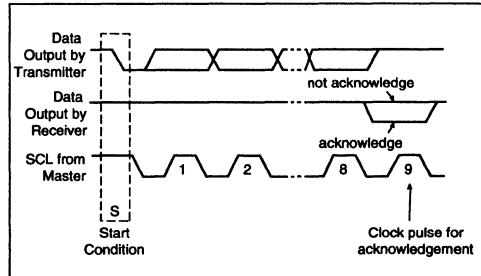 Data
Output by
Transmitter
not acknowledge
Data
Output by
Receiver
acknowledge
SCL from
Master
1 2 8 9
S
Start
Condition
Clock pulse for
acknowledgement